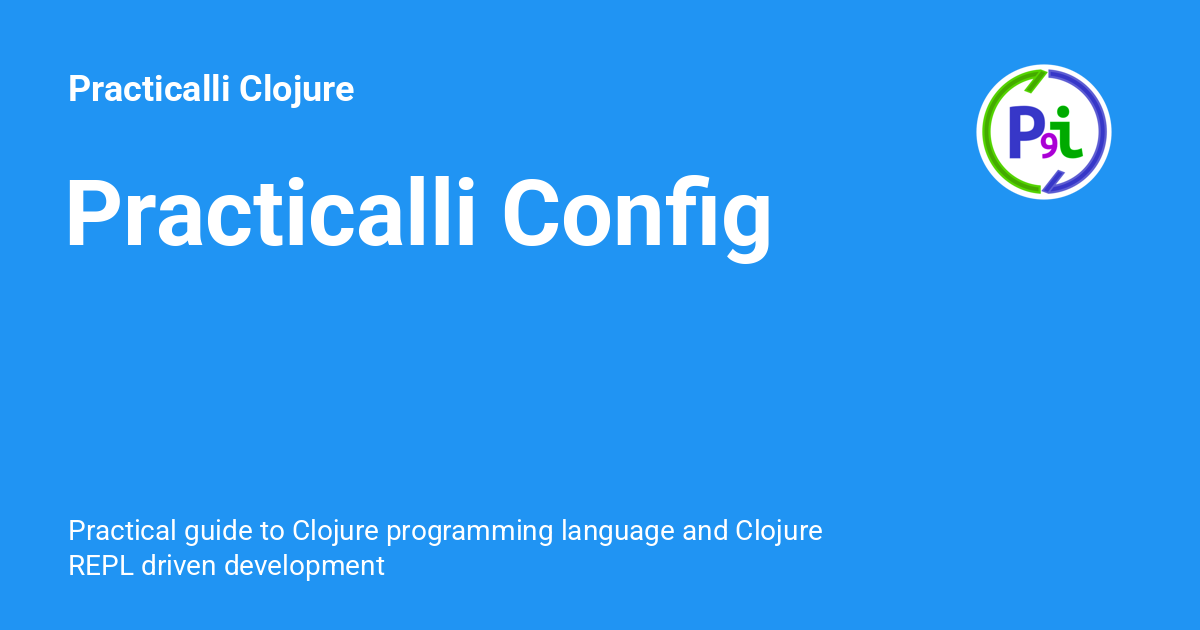 Practicalli Clojure
Practicalli Config
P9i
Practical guide to Clojure programming language and Clojure
REPL driven development